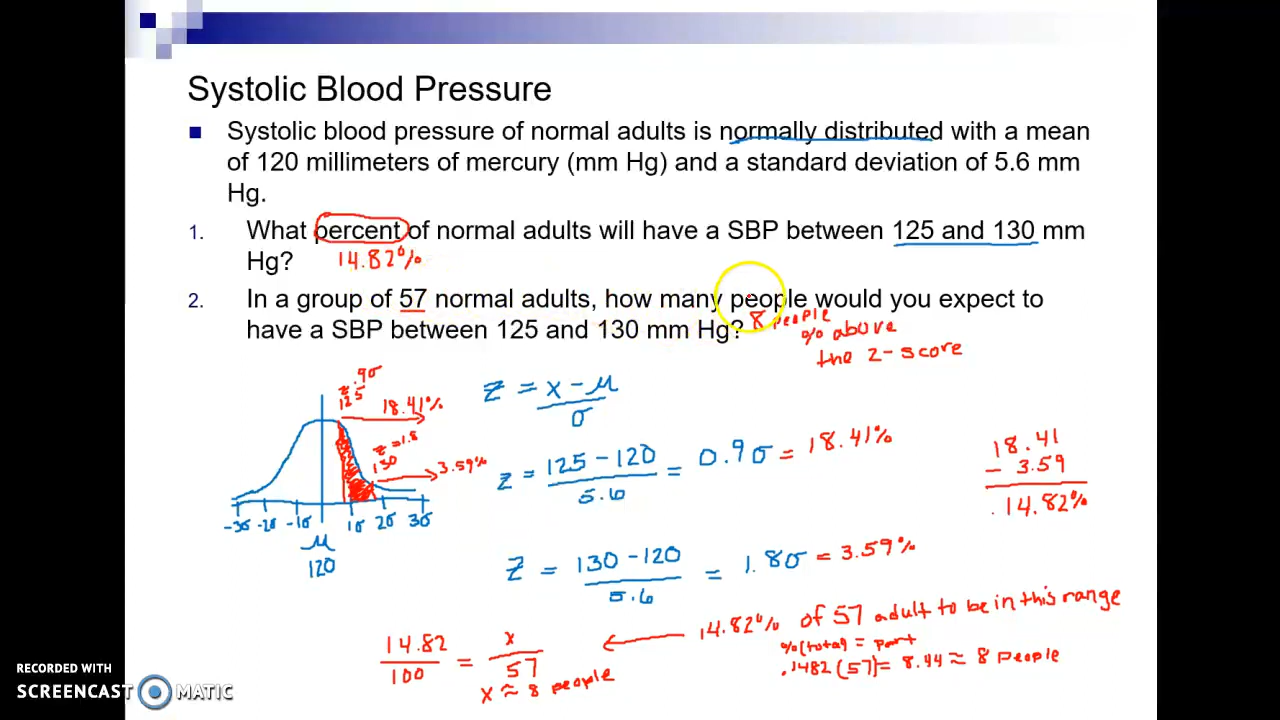 Systolic Blood Pressure
Systolic blood pressure of normal adults is normally distributed with a mean
of 120 millimeters of mercury (mm Hg) and a standard deviation of 5.6 mm
Hg.
1. What percent of normal adults will have a SBP between 125 and 130 mm
Hg? 14.82%
2. In a group of 57 normal adults, how many people would you expect to
have a SBP between 125 and 130 mm Hg? 8 people
% above
the z-score
z .9σ
125
18.41%
z=1.8
130
3.59%
-3σ -2σ -1σ 1σ 2σ 3σ
μ
120
z = x - μ
σ
z = 125 - 120 = 0.9σ = 18.41%
5.6
18.41
- 3.59
14.82%
z = 130 - 120 = 1.8σ = 3.59%
5.6
14.82% of 57 adult to be in this range
%(total) = part
.1482(57) = 8.44 ≈ 8 people
14.82 = x
100 57
x ≈ 8 people
RECORDED WITH
SCREENCAST MATIC